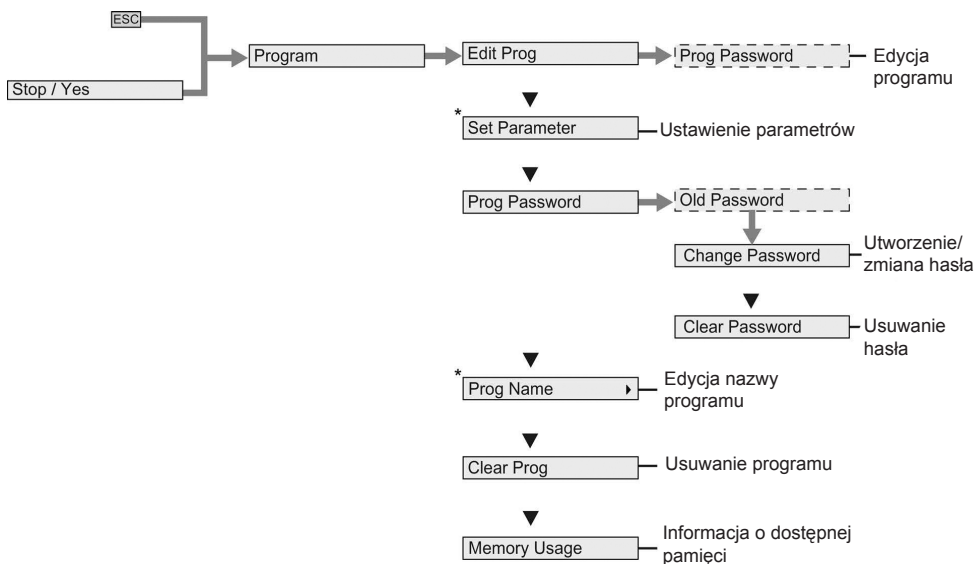 ESC
Stop / Yes
Program
Edit Prog
Prog Password
Edycja
programu
*
Set Parameter
Ustawienie parametrów
Prog Password
Old Password
Change Password
Utworzenie/
zmiana hasła
Clear Password
Usuwanie
hasła
*
Prog Name
Edycja nazwy
programu
Clear Prog
Usuwanie programu
Memory Usage
Informacja o dostępnej
pamięci